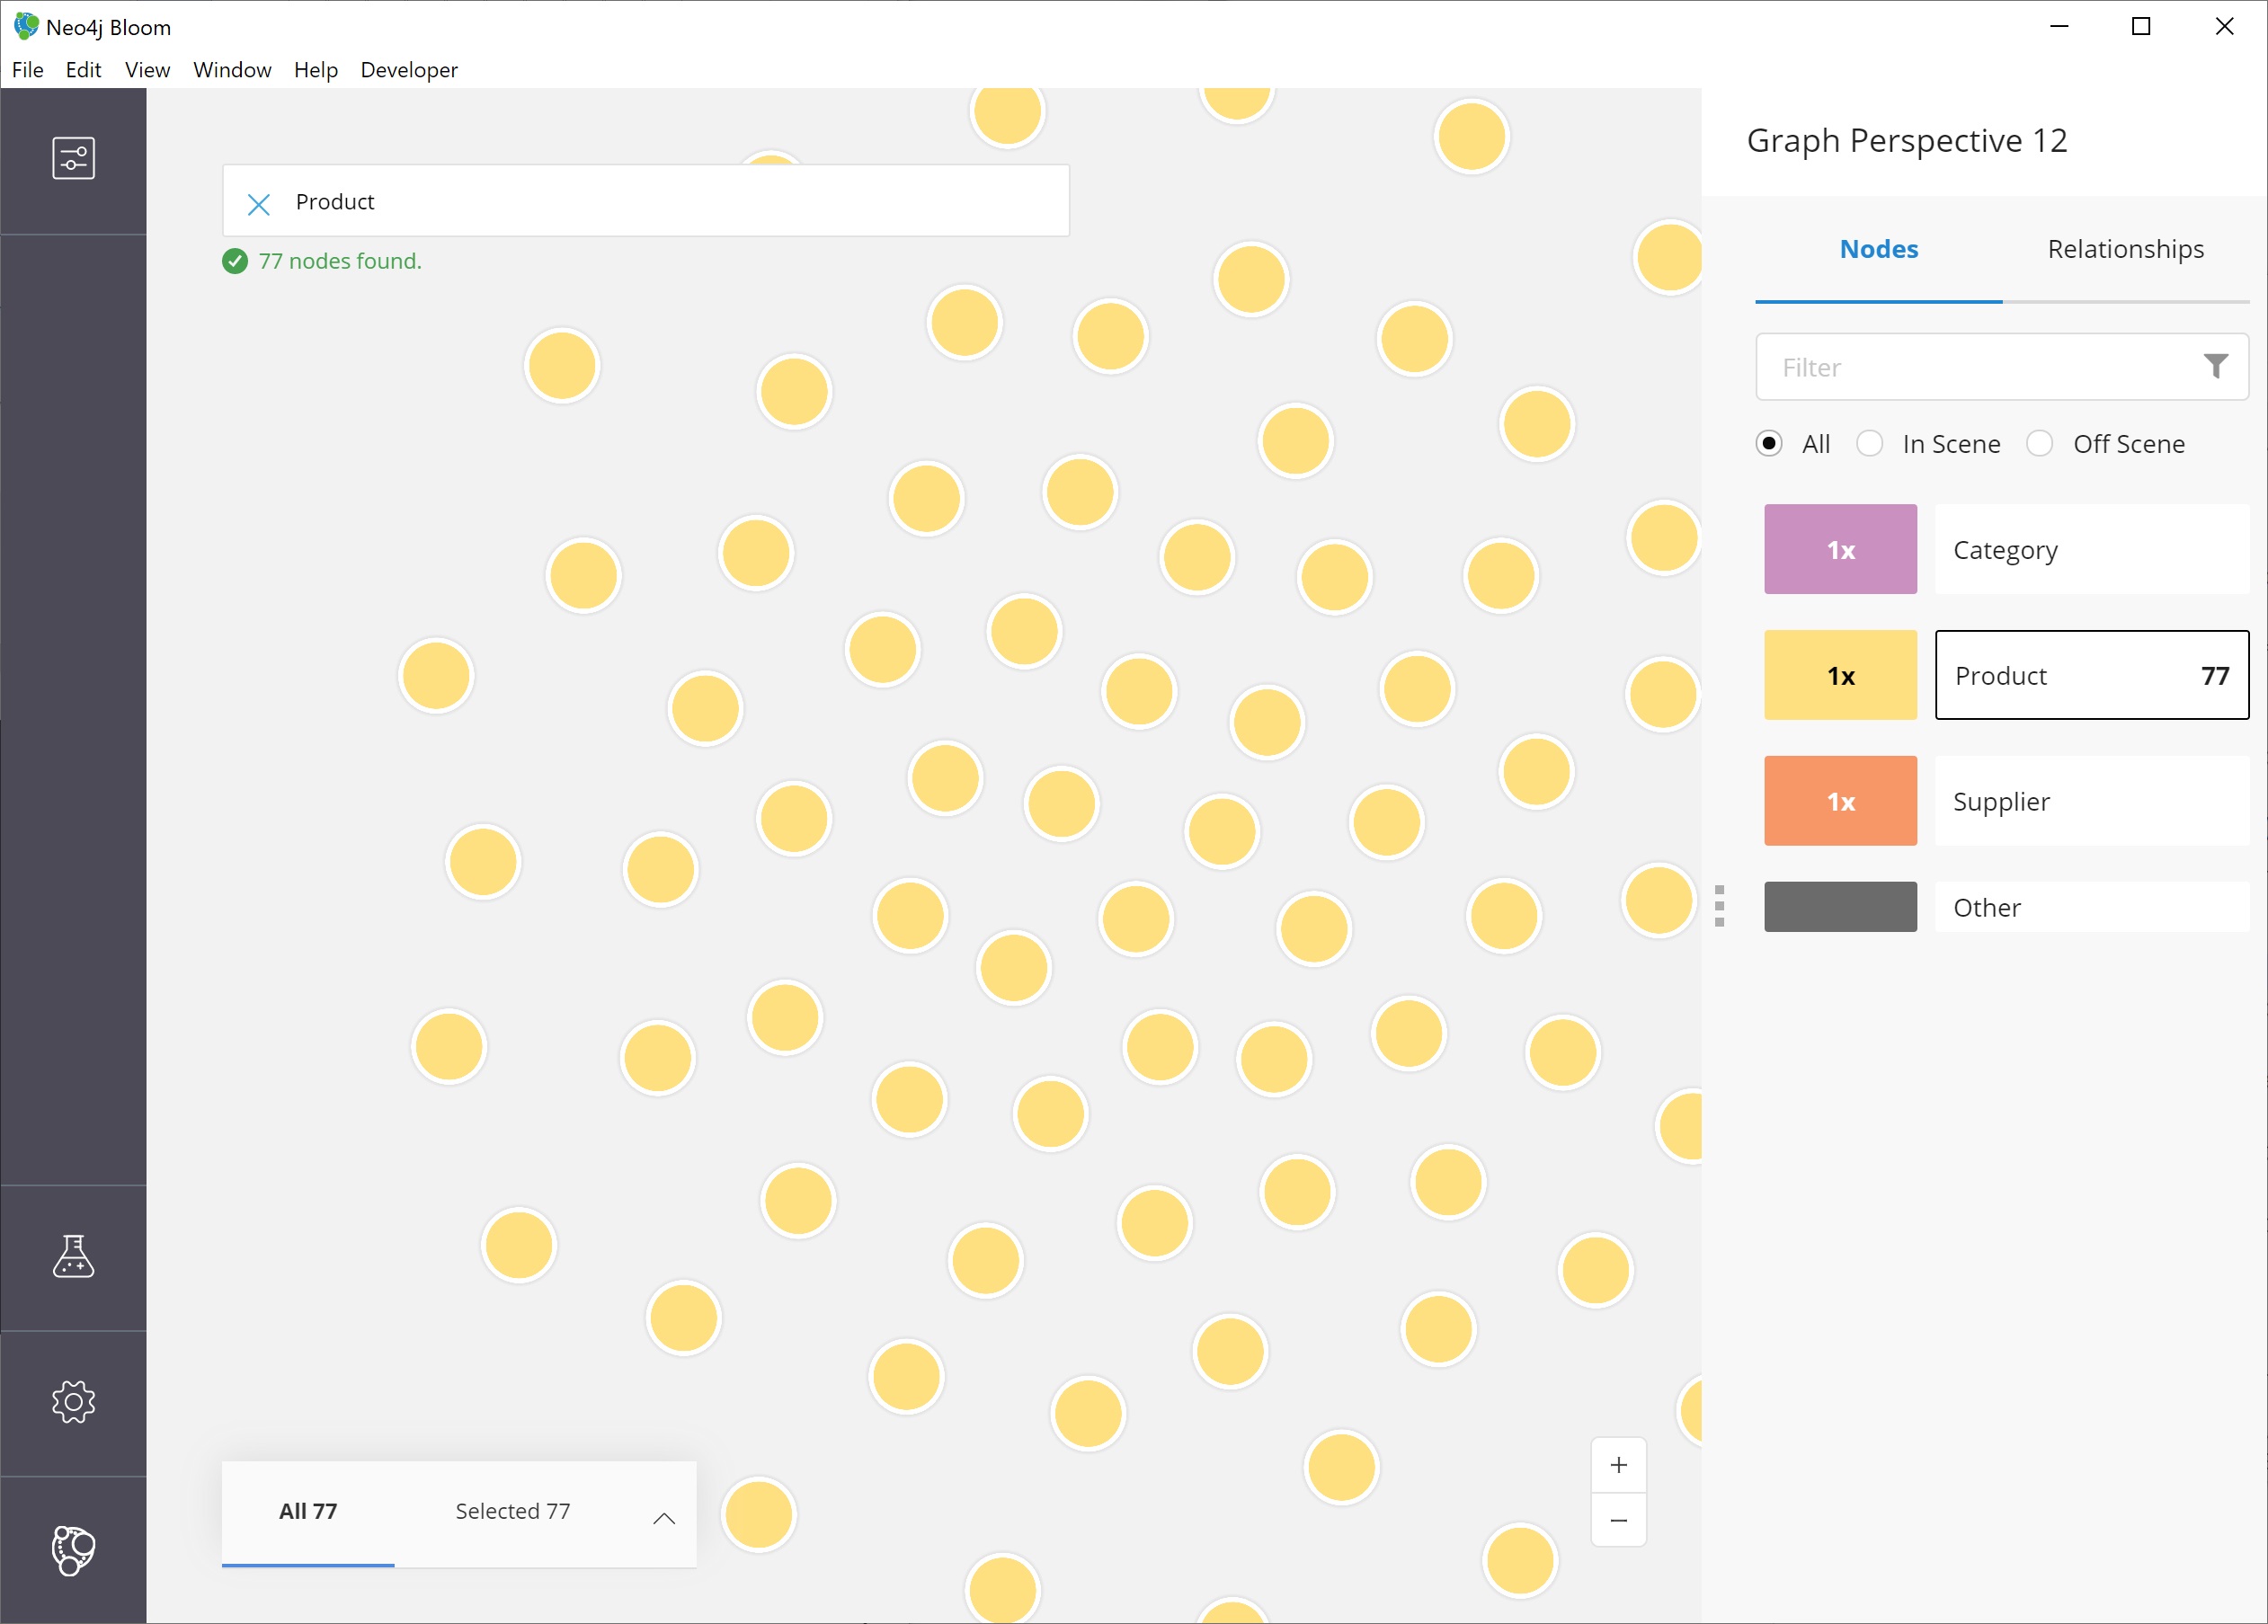 Neo4j Bloom
File Edit View Window Help Developer
Product
77 nodes found.
All 77 Selected 77
+
−
Graph Perspective 12
Nodes Relationships
Filter
All In Scene Off Scene
1x Category
1x Product 77
1x Supplier
Other